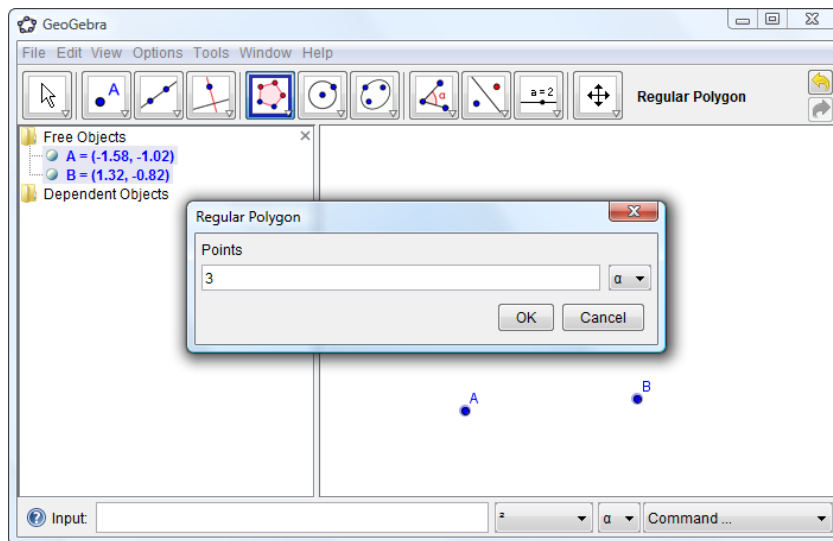 GeoGebra
File Edit View Options Tools Window Help
A
α
a = 2
Regular Polygon
Free Objects
A = (-1.58, -1.02)
B = (1.32, -0.82)
Dependent Objects
Regular Polygon
Points
3
α
OK Cancel
A
B
Input:
²
α
Command ...